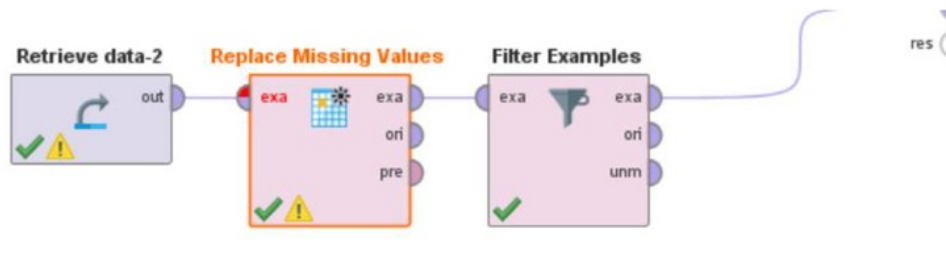 Retrieve data-2
out
Replace Missing Values
exa
exa
ori
pre
Filter Examples
exa
exa
ori
unm
res